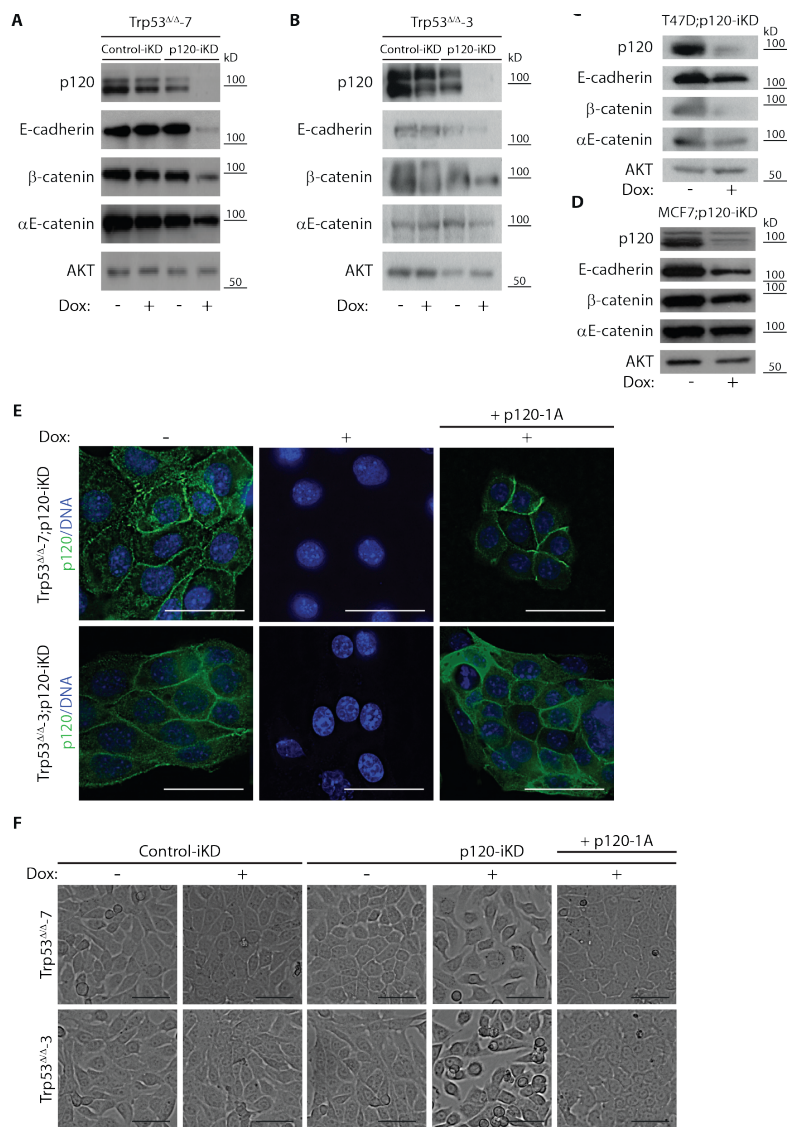 A
Trp53Δ/Δ-7
Control-iKD p120-iKD
kD
p120
100
E-cadherin
100
β-catenin
100
αE-catenin
100
AKT
50
Dox: - + - +
B
Trp53Δ/Δ-3
Control-iKD p120-iKD
kD
p120
100
E-cadherin
100
β-catenin
100
αE-catenin
100
AKT
50
Dox: - + - +
C
T47D;p120-iKD
kD
p120
100
E-cadherin
100
β-catenin
100
αE-catenin
100
AKT
50
Dox: - +
D
MCF7;p120-iKD
kD
p120
100
E-cadherin
100
β-catenin
100
αE-catenin
100
AKT
50
Dox: - +
E
+ p120-1A
Dox: - + +
Trp53Δ/Δ-7;p120-iKD
p120/DNA
Trp53Δ/Δ-3;p120-iKD
p120/DNA
F
Control-iKD p120-iKD + p120-1A
Dox: - + - + +
Trp53Δ/Δ-7
Trp53Δ/Δ-3